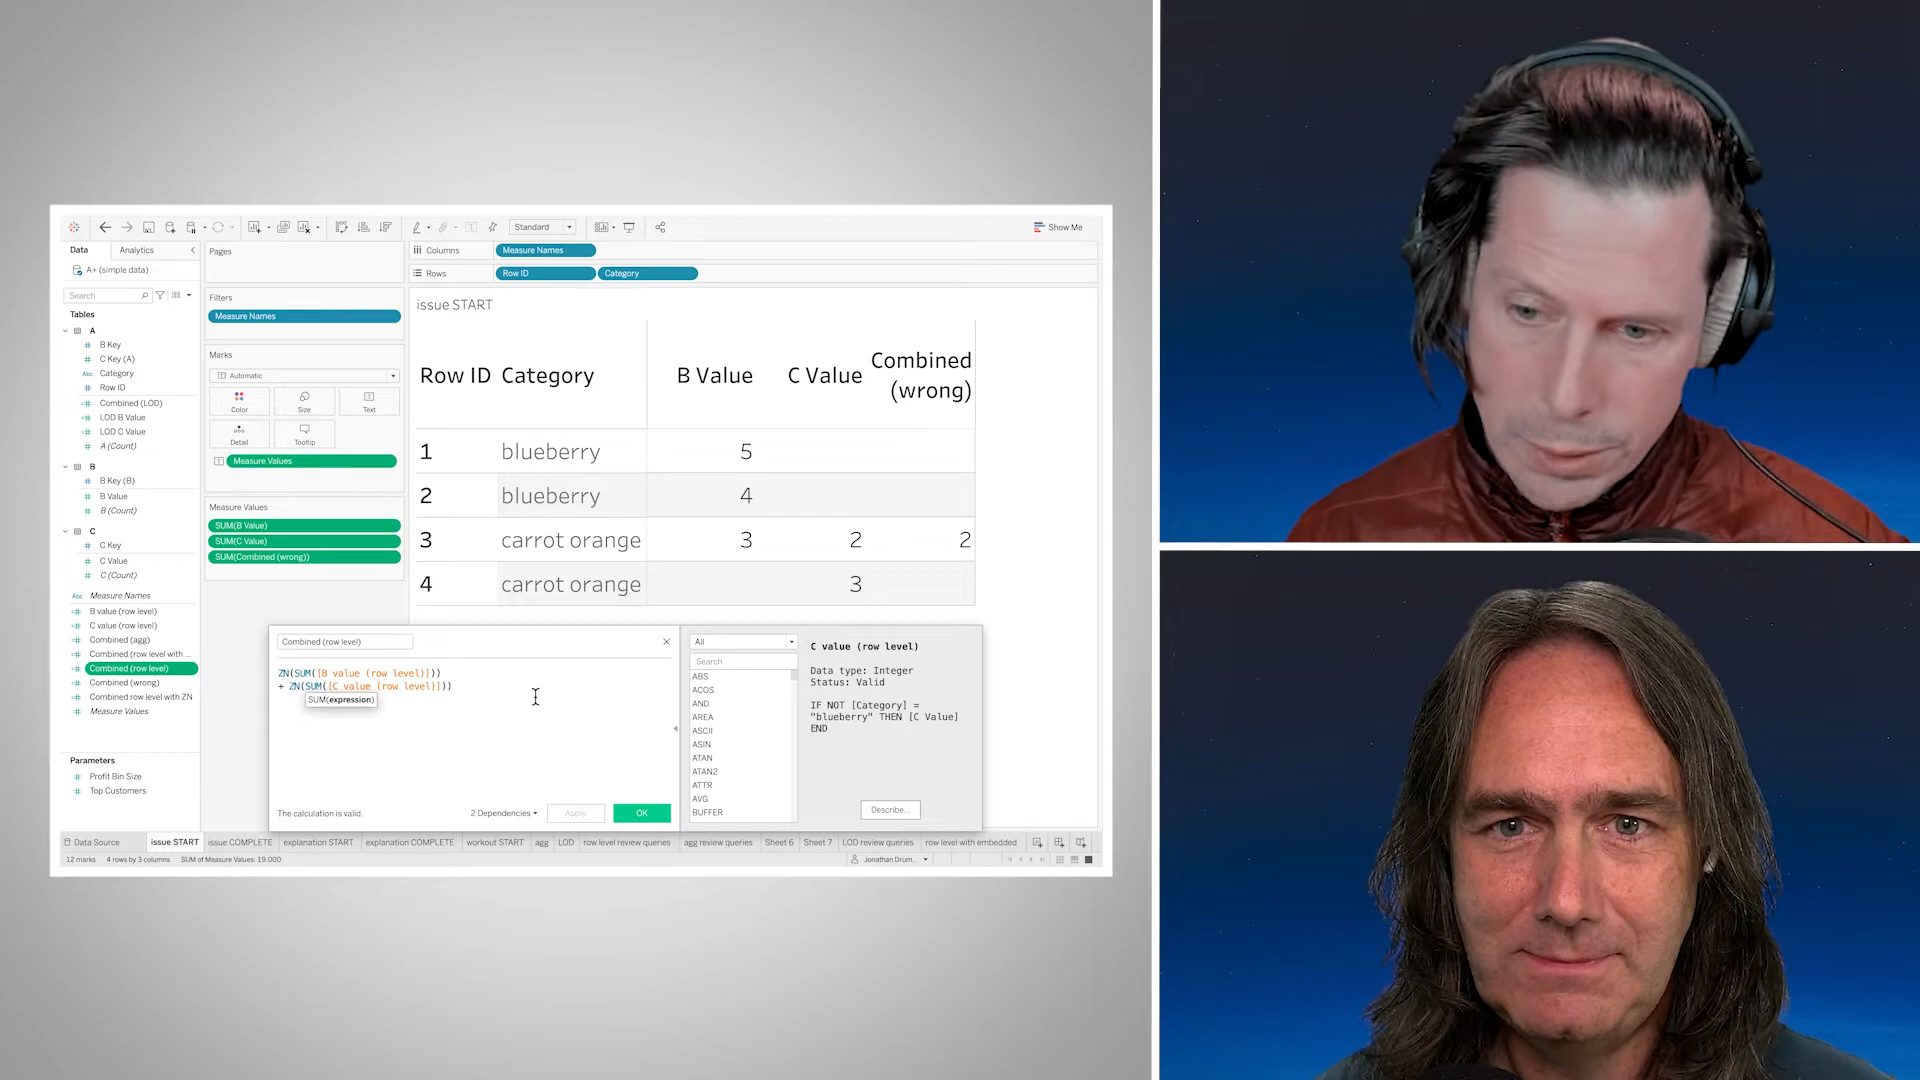 Standard
Show Me
Data
Analytics
Pages
Columns
Measure Names
A+ (simple data)
Rows
Row ID
Category
Search
Filters
Measure Names
issue START
Tables
A
B Key
C Key (A)
Abc Category
Row ID
Combined (LOD)
LOD B Value
LOD C Value
A (Count)
B
B Key (B)
B Value
B (Count)
C
C Key
C Value
C (Count)
Abc Measure Names
B value (row level)
C value (row level)
Combined (agg)
Combined (row level with ...
Combined (row level)
Combined (wrong)
Combined row level with ZN
Measure Values
Parameters
Profit Bin Size
Top Customers
Marks
Automatic
Color
Size
Text
Detail
Tooltip
Measure Values
Measure Values
SUM(B Value)
SUM(C Value)
SUM(Combined (wrong))
Row ID Category B Value C Value Combined (wrong)
1 blueberry 5
2 blueberry 4
3 carrot orange 3 2 2
4 carrot orange 3
Combined (row level)
ZN(SUM([B value (row level)]))
+ ZN(SUM([C value (row level)]))
SUM(expression)
The calculation is valid.
2 Dependencies
Apply
OK
All
Search
ABS
ACOS
AND
AREA
ASCII
ASIN
ATAN
ATAN2
ATTR
AVG
BUFFER
C value (row level)
Data type: Integer
Status: Valid
IF NOT [Category] =
"blueberry" THEN [C Value]
END
Describe...
Data Source
issue START
issue COMPLETE
explanation START
explanation COMPLETE
workout START
agg
LOD
row level review queries
agg review queries
Sheet 6
Sheet 7
LOD review queries
row level with embedded
12 marks
4 rows by 3 columns
SUM of Measure Values: 19.000
Jonathan Drum...